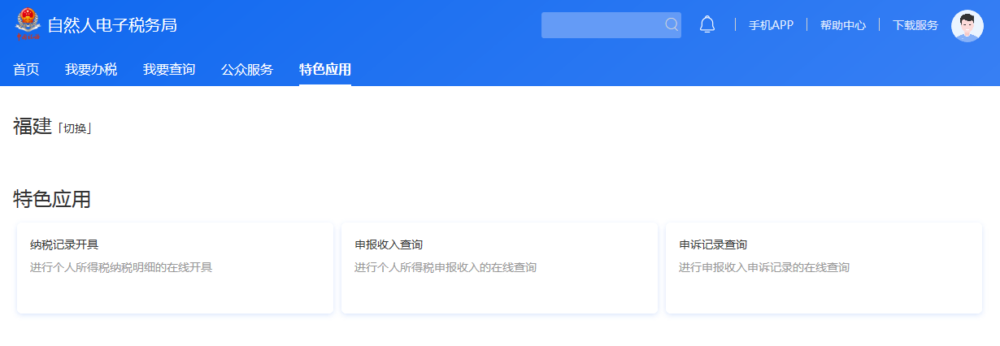 自然人电子税务局
手机APP
帮助中心
下载服务
首页
我要办税
我要查询
公众服务
特色应用
福建「切换」
特色应用
纳税记录开具
进行个人所得税纳税明细的在线开具
申报收入查询
进行个人所得税申报收入的在线查询
申诉记录查询
进行申报收入申诉记录的在线查询